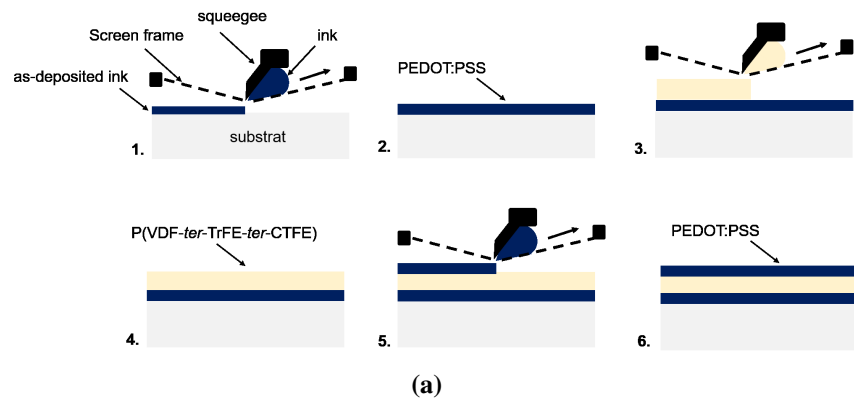 squeegee
Screen frame
ink
as-deposited ink
substrat
1.
PEDOT:PSS
2.
3.
P(VDF-ter-TrFE-ter-CTFE)
4.
5.
PEDOT:PSS
6.
(a)